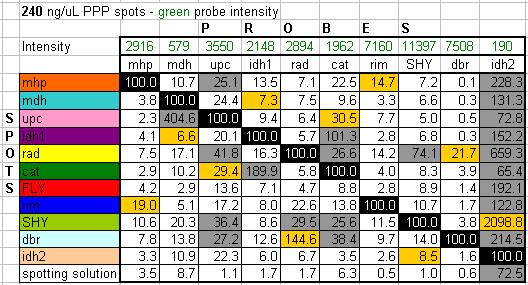 240 ng/uL PPP spots - green probe intensity
P R O B E S
Intensity 2916 579 3550 2148 2894 1962 7160 11397 7508 190
mhp mdh upc idh1 rad cat rim SHY dbr idh2
mhp 100.0 10.7 25.1 13.5 7.1 22.5 14.7 7.2 0.1 228.3
mdh 3.8 100.0 24.4 7.3 7.5 9.6 3.3 6.6 0.3 131.3
S upc 2.3 404.6 100.0 9.4 6.4 30.5 7.7 5.0 0.5 72.8
P idh1 4.1 6.6 20.1 100.0 5.7 101.3 2.8 6.8 0.3 152.2
O rad 7.5 17.1 41.8 16.3 100.0 26.6 14.2 74.1 21.7 659.3
T cat 2.9 10.2 29.4 189.9 5.8 100.0 4.0 8.3 3.9 65.4
S FLY 4.2 2.9 13.6 7.1 4.7 8.8 2.8 8.9 1.4 192.1
rim 19.0 5.1 17.2 9.0 22.6 13.8 100.0 10.7 1.7 122.8
SHY 10.6 20.3 36.4 8.6 29.5 25.6 11.5 100.0 3.8 2098.8
dbr 7.8 13.8 27.2 12.6 144.6 38.4 9.7 14.0 100.0 214.5
idh2 3.3 10.9 22.3 6.0 6.7 3.5 2.6 8.5 1.6 100.0
spotting solution 3.5 8.7 1.1 1.7 1.7 6.3 0.5 1.0 0.6 72.5